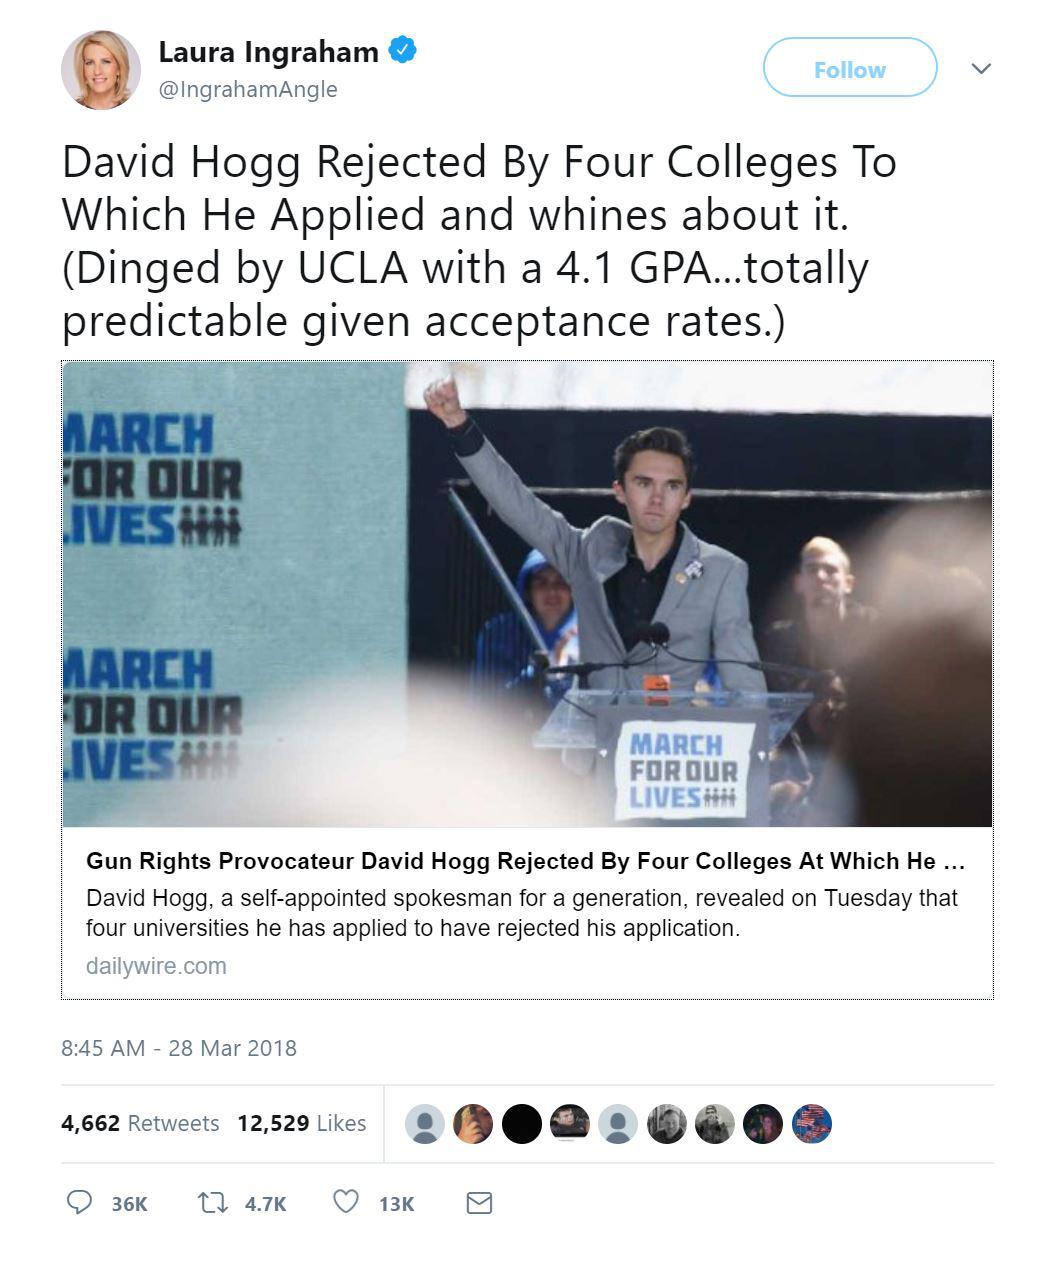 Laura Ingraham
@IngrahamAngle
Follow
David Hogg Rejected By Four Colleges To
Which He Applied and whines about it.
(Dinged by UCLA with a 4.1 GPA...totally
predictable given acceptance rates.)
MARCH
FOR OUR
LIVES
MARCH
FOR OUR
LIVES
MARCH
FOR OUR
LIVES
Gun Rights Provocateur David Hogg Rejected By Four Colleges At Which He ...
David Hogg, a self-appointed spokesman for a generation, revealed on Tuesday that
four universities he has applied to have rejected his application.
dailywire.com
8:45 AM - 28 Mar 2018
4,662 Retweets 12,529 Likes
36K 4.7K 13K